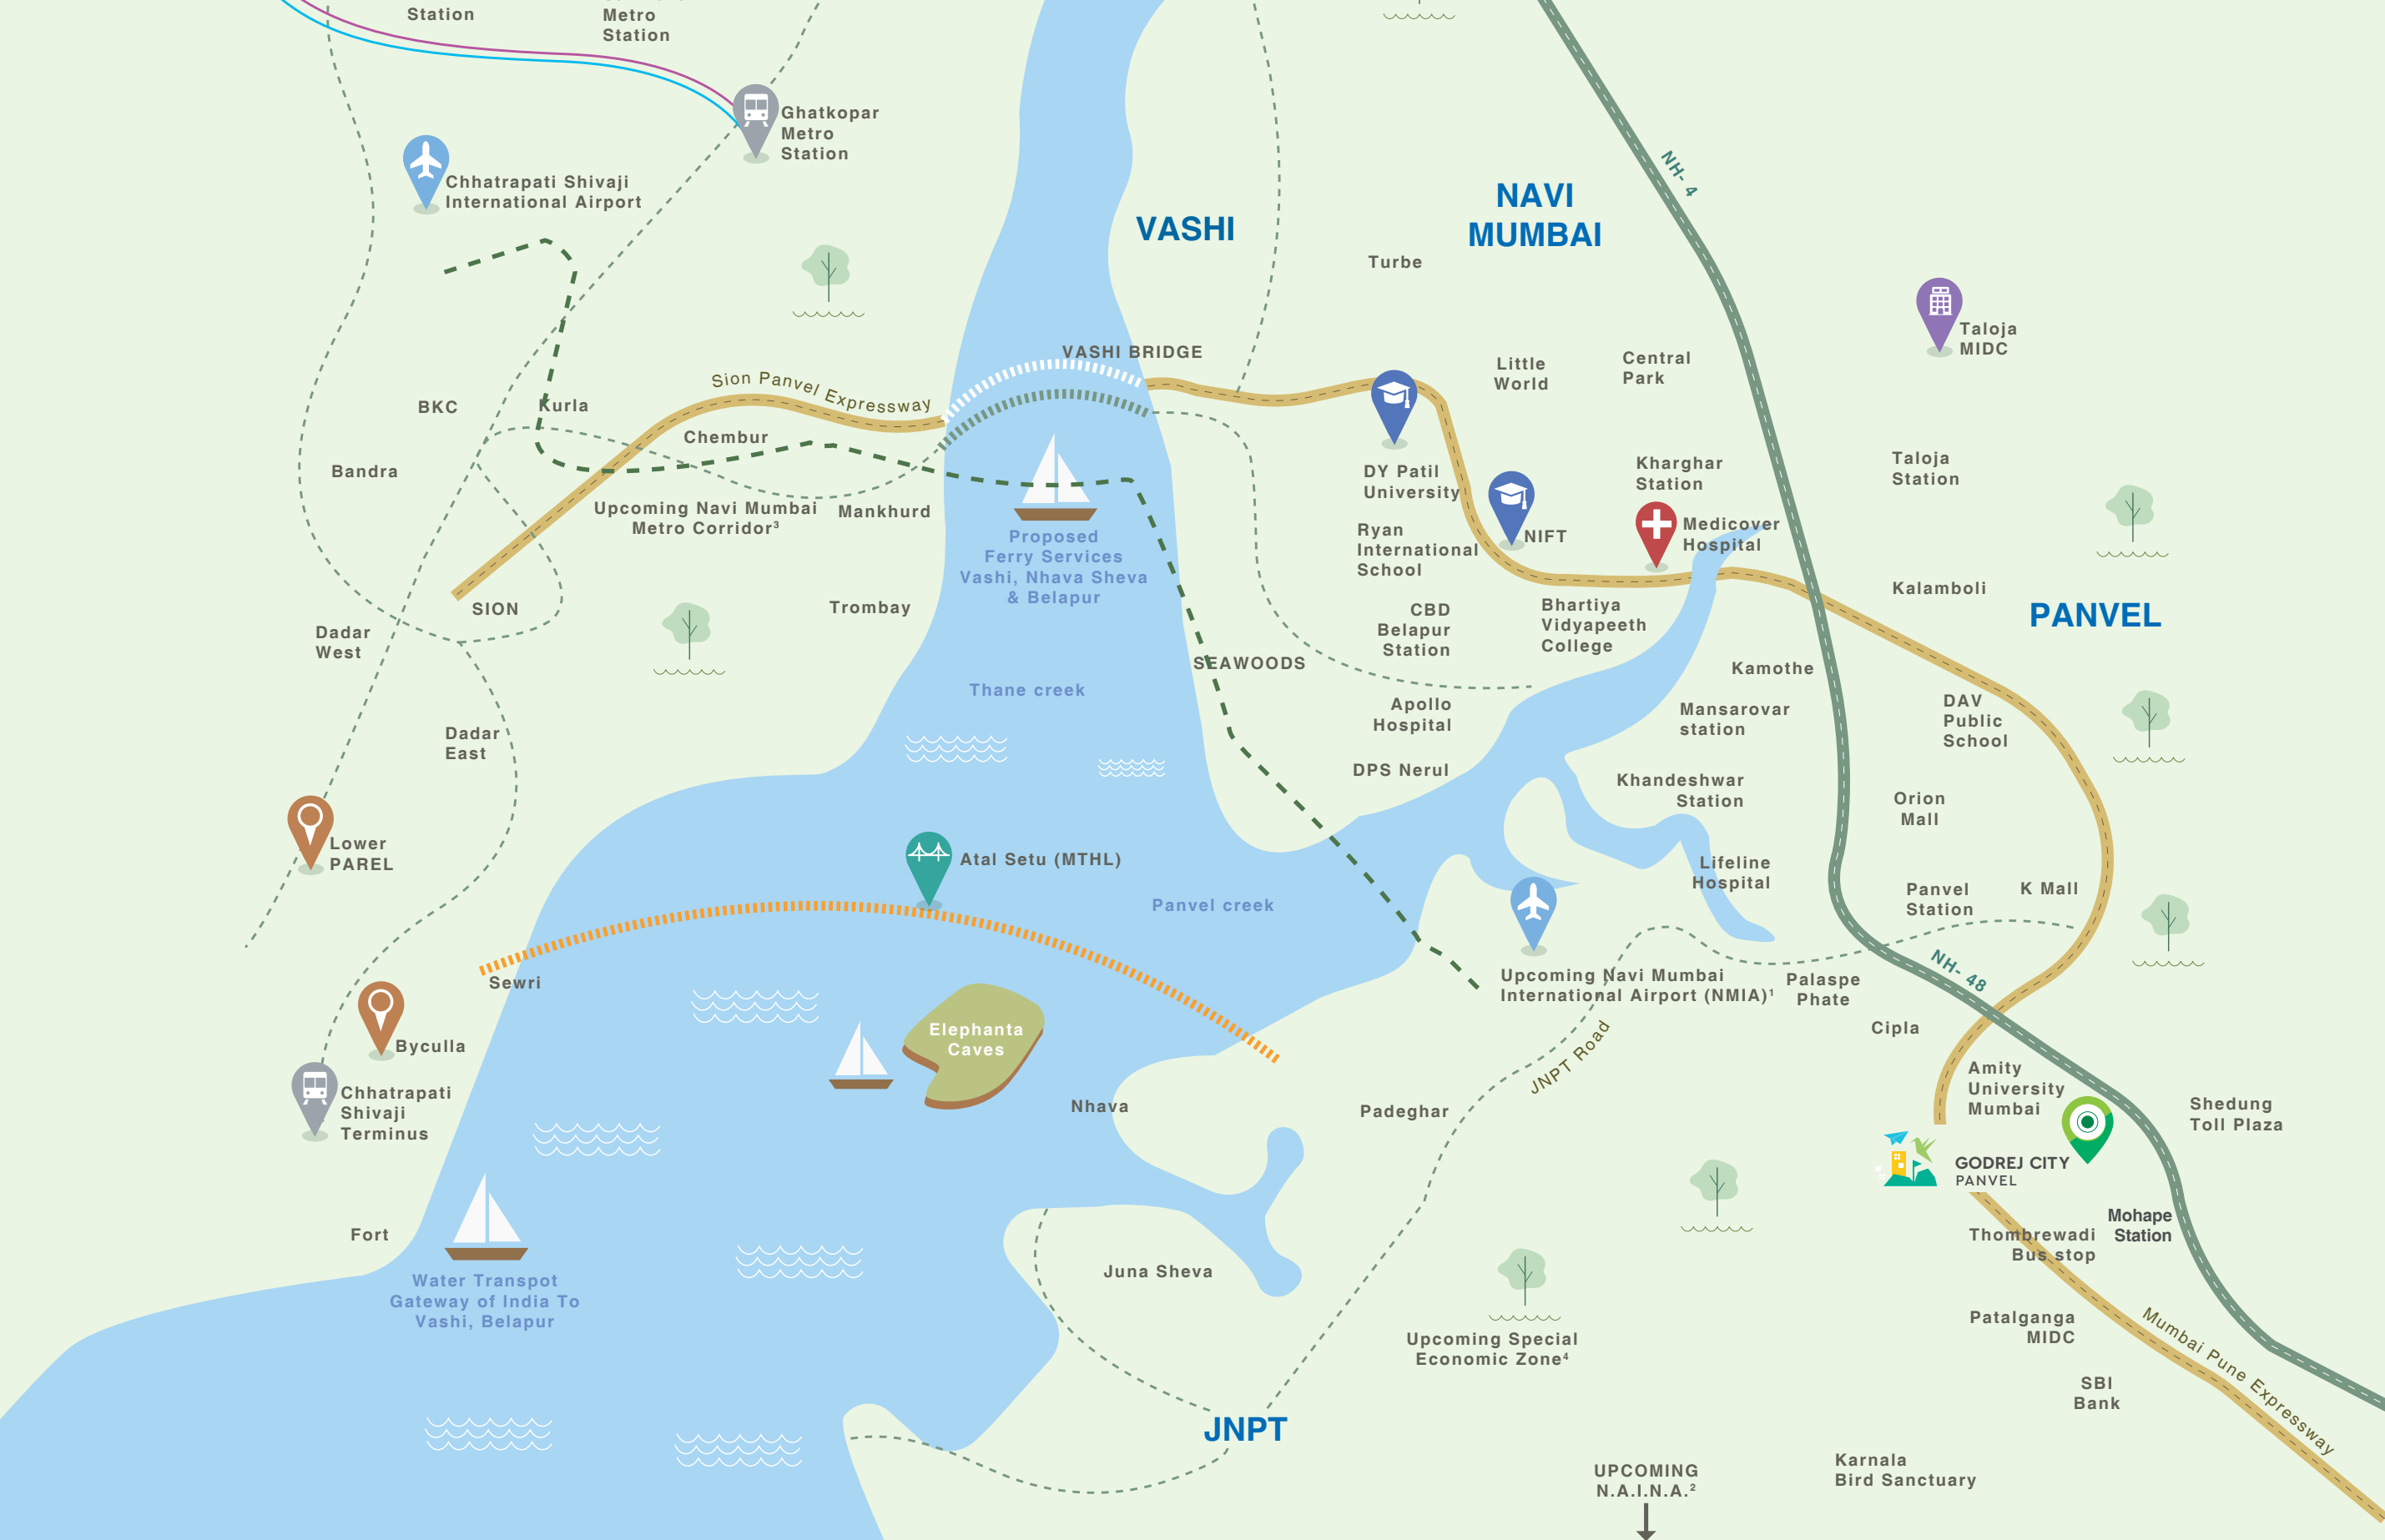 Station
Metro
Station
Ghatkopar
Metro
Station
Chhatrapati Shivaji
International Airport
VASHI
NAVI
MUMBAI
NH- 4
Turbe
Taloja
MIDC
VASHI BRIDGE
Little
World
Central
Park
Sion Panvel Expressway
BKC
Kurla
Chembur
Bandra
DY Patil
University
Kharghar
Station
Taloja
Station
Upcoming Navi Mumbai
Metro Corridor³
Mankhurd
Proposed
Ferry Services
Vashi, Nhava Sheva
& Belapur
Ryan
International
School
NIFT
Medicover
Hospital
Kalamboli
PANVEL
SION
Trombay
CBD
Belapur
Station
Bhartiya
Vidyapeeth
College
Dadar
West
SEAWOODS
Kamothe
Thane creek
Apollo
Hospital
Mansarovar
station
DAV
Public
School
Dadar
East
DPS Nerul
Khandeshwar
Station
Orion
Mall
Lower
PAREL
Atal Setu (MTHL)
Lifeline
Hospital
Panvel
Station
K Mall
Panvel creek
Sewri
Upcoming Navi Mumbai
International Airport (NMIA)¹
Palaspe
Phate
NH- 48
Cipla
Elephanta
Caves
Byculla
JNPT Road
Chhatrapati
Shivaji
Terminus
Nhava
Padeghar
Amity
University
Mumbai
Shedung
Toll Plaza
GODREJ CITY
PANVEL
Fort
Mohape
Station
Thombrewadi
Bus stop
Water Transpot
Gateway of India To
Vashi, Belapur
Juna Sheva
Upcoming Special
Economic Zone⁴
Patalganga
MIDC
Mumbai Pune Expressway
SBI
Bank
JNPT
UPCOMING
N.A.I.N.A.²
Karnala
Bird Sanctuary